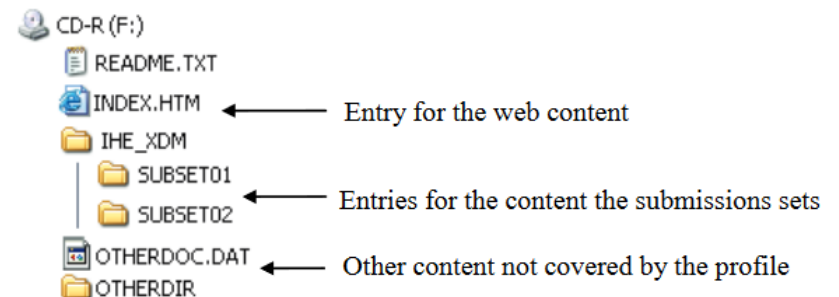 CD-R (F:)
README.TXT
INDEX.HTM
Entry for the web content
IHE_XDM
SUBSET01
Entries for the content the submissions sets
SUBSET02
OTHERDOC.DAT
Other content not covered by the profile
OTHERDIR